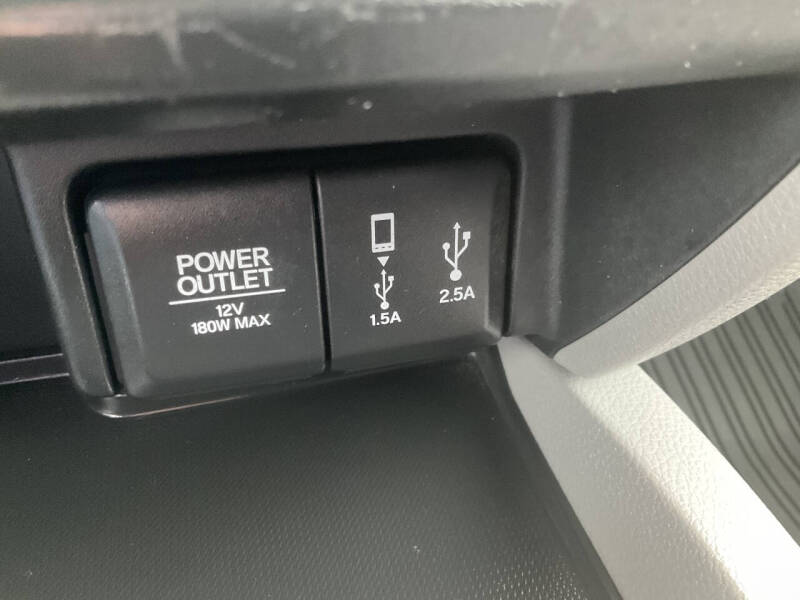 POWER
OUTLET
12V
180W MAX
1.5A
2.5A